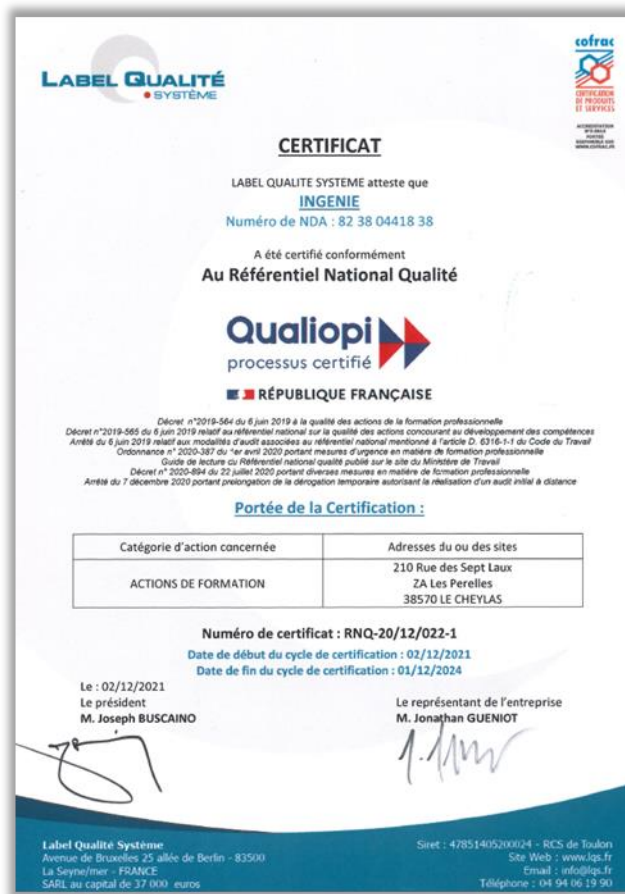 LABEL QUALITÉ
SYSTÈME
cofrac
CERTIFICATION
DE PRODUITS
ET SERVICES
ACCREDITATION
PORTÉE
DISPONIBLE SUR
WWW.COFRAC.FR
CERTIFICAT
LABEL QUALITE SYSTEME atteste que
INGENIE
Numéro de NDA : 82 38 04418 38
A été certifié conformément
Au Référentiel National Qualité
Qualiopi
processus certifié
RÉPUBLIQUE FRANÇAISE
Décret n°2019-564 du 6 juin 2019 à la qualité des actions de la formation professionnelle
Décret n°2019-565 du 6 juin 2019 relatif au référentiel national sur la qualité des actions concourant au développement des compétences
Arrêté du 6 juin 2019 relatif aux modalités d'audit associées au référentiel national mentionné à l'article D. 6316-1-1 du Code du Travail
Ordonnance n° 2020-387 du 1er avril 2020 portant mesures d'urgence en matière de formation professionnelle
Guide de lecture du Référentiel national qualité publié sur le site du Ministère de Travail
Décret n° 2020-894 du 22 juillet 2020 portant diverses mesures en matière de formation professionnelle
Arrêté du 7 décembre 2020 portant prolongation de la dérogation temporaire autorisant la réalisation d'un audit initial à distance
Portée de la Certification :
Catégorie d'action concernée
Adresses du ou des sites
ACTIONS DE FORMATION
210 Rue des Sept Laux
ZA Les Perelles
38570 LE CHEYLAS
Numéro de certificat : RNQ-20/12/022-1
Date de début du cycle de certification : 02/12/2021
Date de fin du cycle de certification : 01/12/2024
Le : 02/12/2021
Le président
M. Joseph BUSCAINO
Le représentant de l'entreprise
M. Jonathan GUENIOT
Label Qualité Système
Avenue de Bruxelles 25 allée de Berlin - 83500
La Seyne/mer - FRANCE
SARL au capital de 37 000 euros
Siret : 47851405200024 - RCS de Toulon
Site Web : www.lqs.fr
Email : info@lqs.fr
Téléphone : 04 94 06 19 90